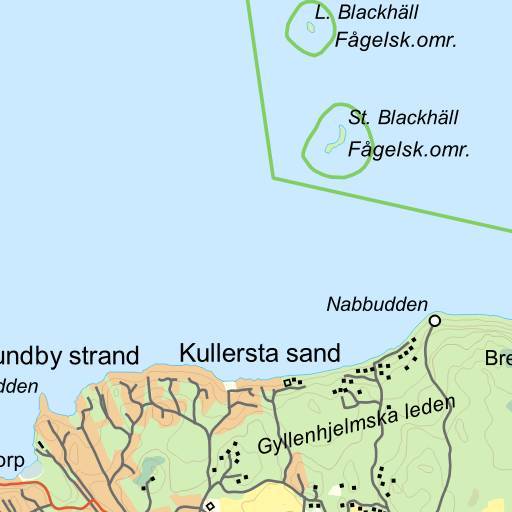 L. Blackhäll
Fågelsk.omr.
St. Blackhäll
Fågelsk.omr.
Nabbudden
undby strand
Kullersta sand
Bre
dden
Gyllenhjelmska leden
orp